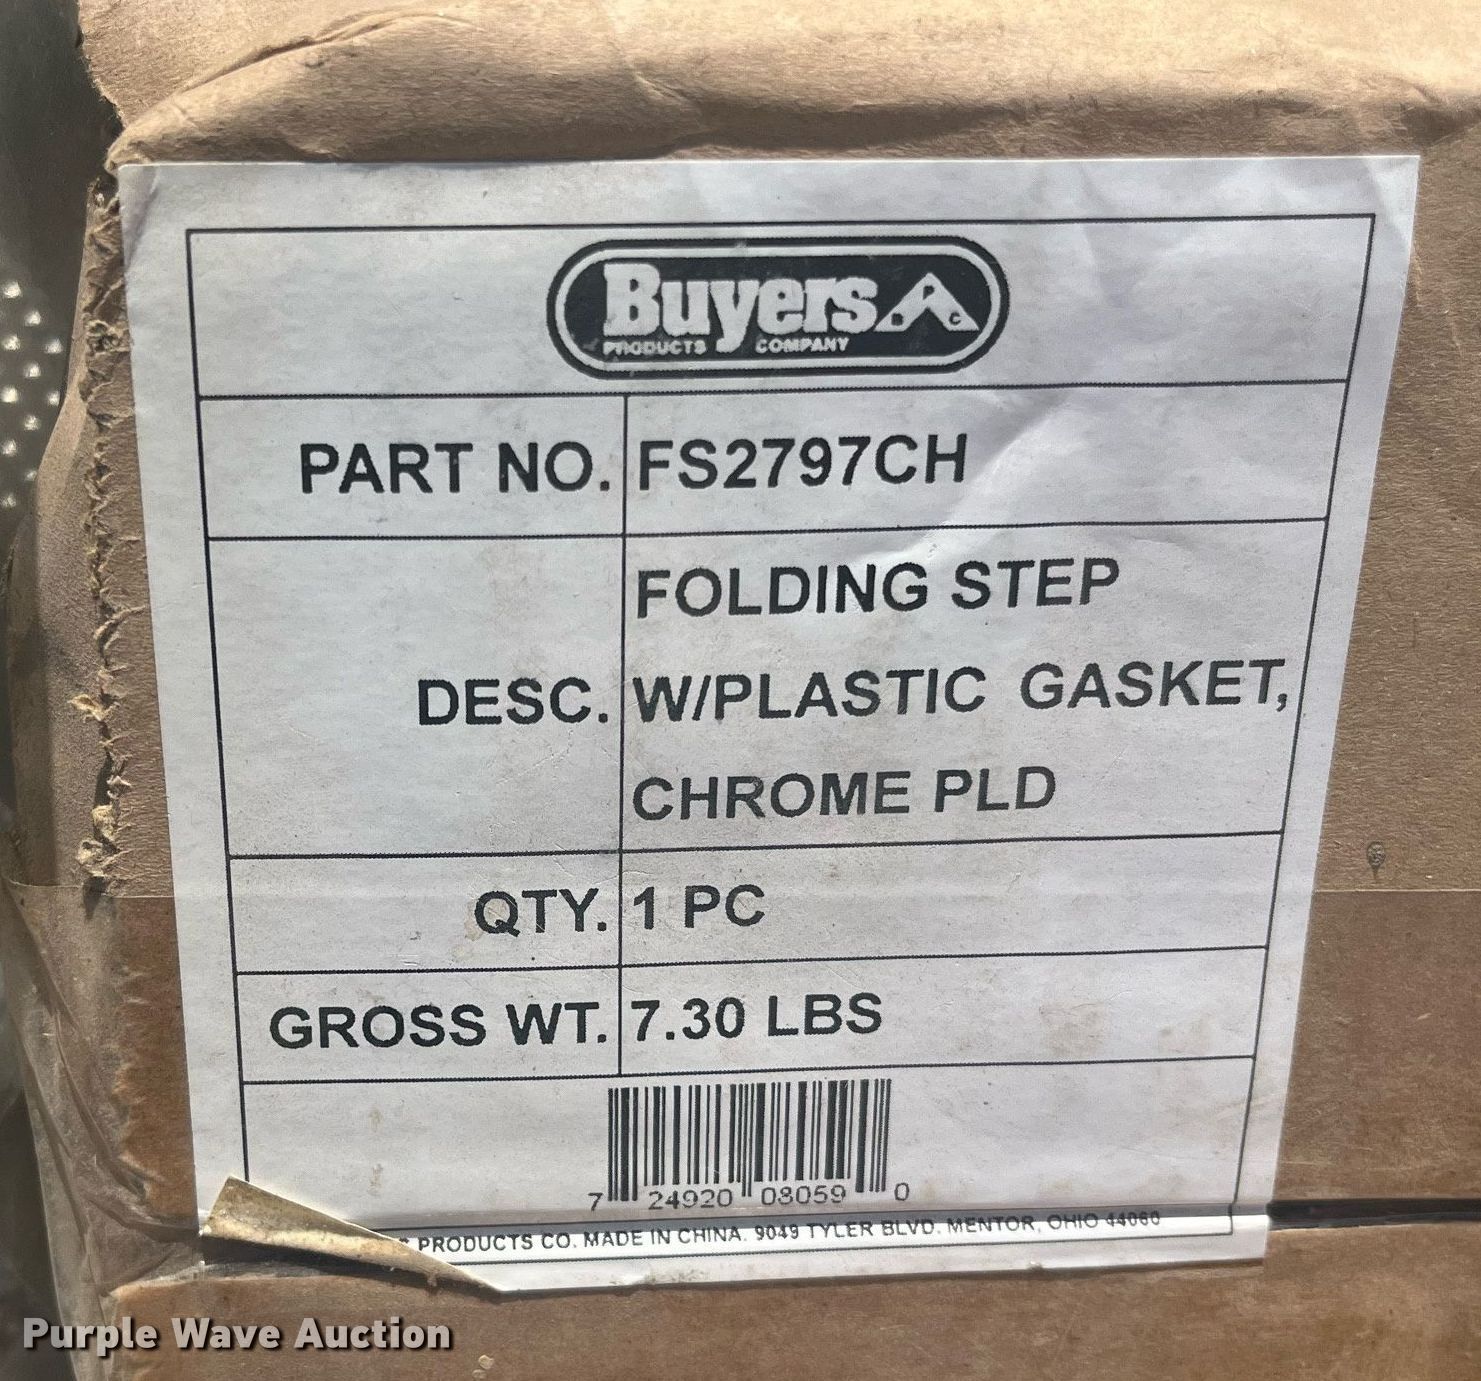 Buyers
PRODUCTS COMPANY
PART NO. FS2797CH
DESC. FOLDING STEP
W/PLASTIC GASKET,
CHROME PLD
QTY. 1 PC
GROSS WT. 7.30 LBS
7 24920 08059 0
PRODUCTS CO. MADE IN CHINA. 9049 TYLER BLVD. MENTOR, OHIO 44060
Purple Wave Auction